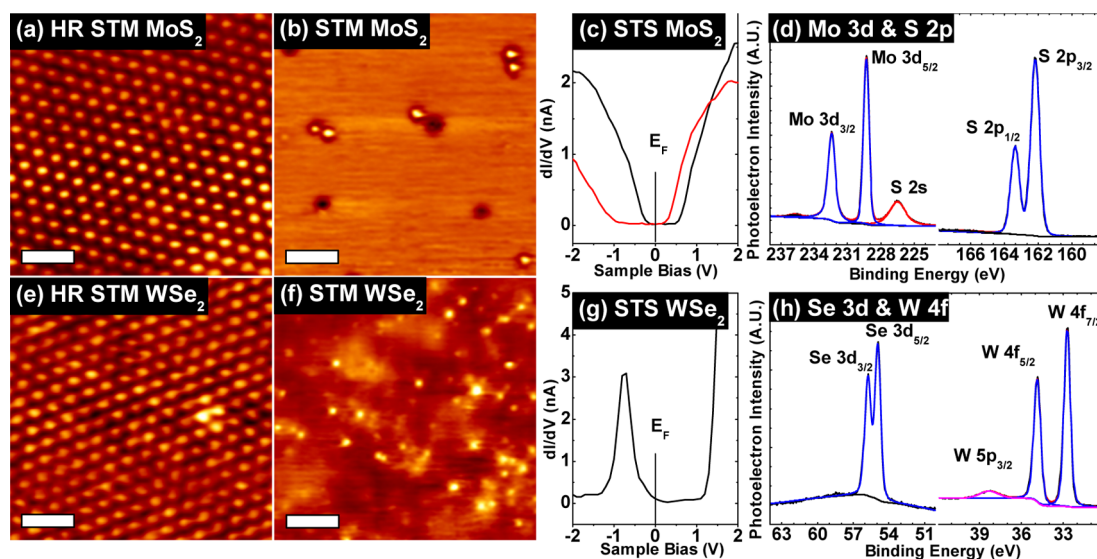 (a) HR STM MoS₂
(b) STM MoS₂
(c) STS MoS₂
2
1
0
dI/dV (nA)
E_F
-2 -1 0 1 2
Sample Bias (V)
(d) Mo 3d & S 2p
Photoelectron Intensity (A.U.)
Mo 3d₅/₂
S 2p₃/₂
Mo 3d₃/₂
S 2p₁/₂
S 2s
237 234 231 228 225 166 164 162 160
Binding Energy (eV)
(e) HR STM WSe₂
(f) STM WSe₂
(g) STS WSe₂
5
4
3
2
1
0
dI/dV (nA)
E_F
-2 -1 0 1 2
Sample Bias (V)
(h) Se 3d & W 4f
Photoelectron Intensity (A.U.)
W 4f₇/₂
Se 3d₅/₂
Se 3d₃/₂
W 4f₅/₂
W 5p₃/₂
63 60 57 54 51 39 36 33
Binding Energy (eV)